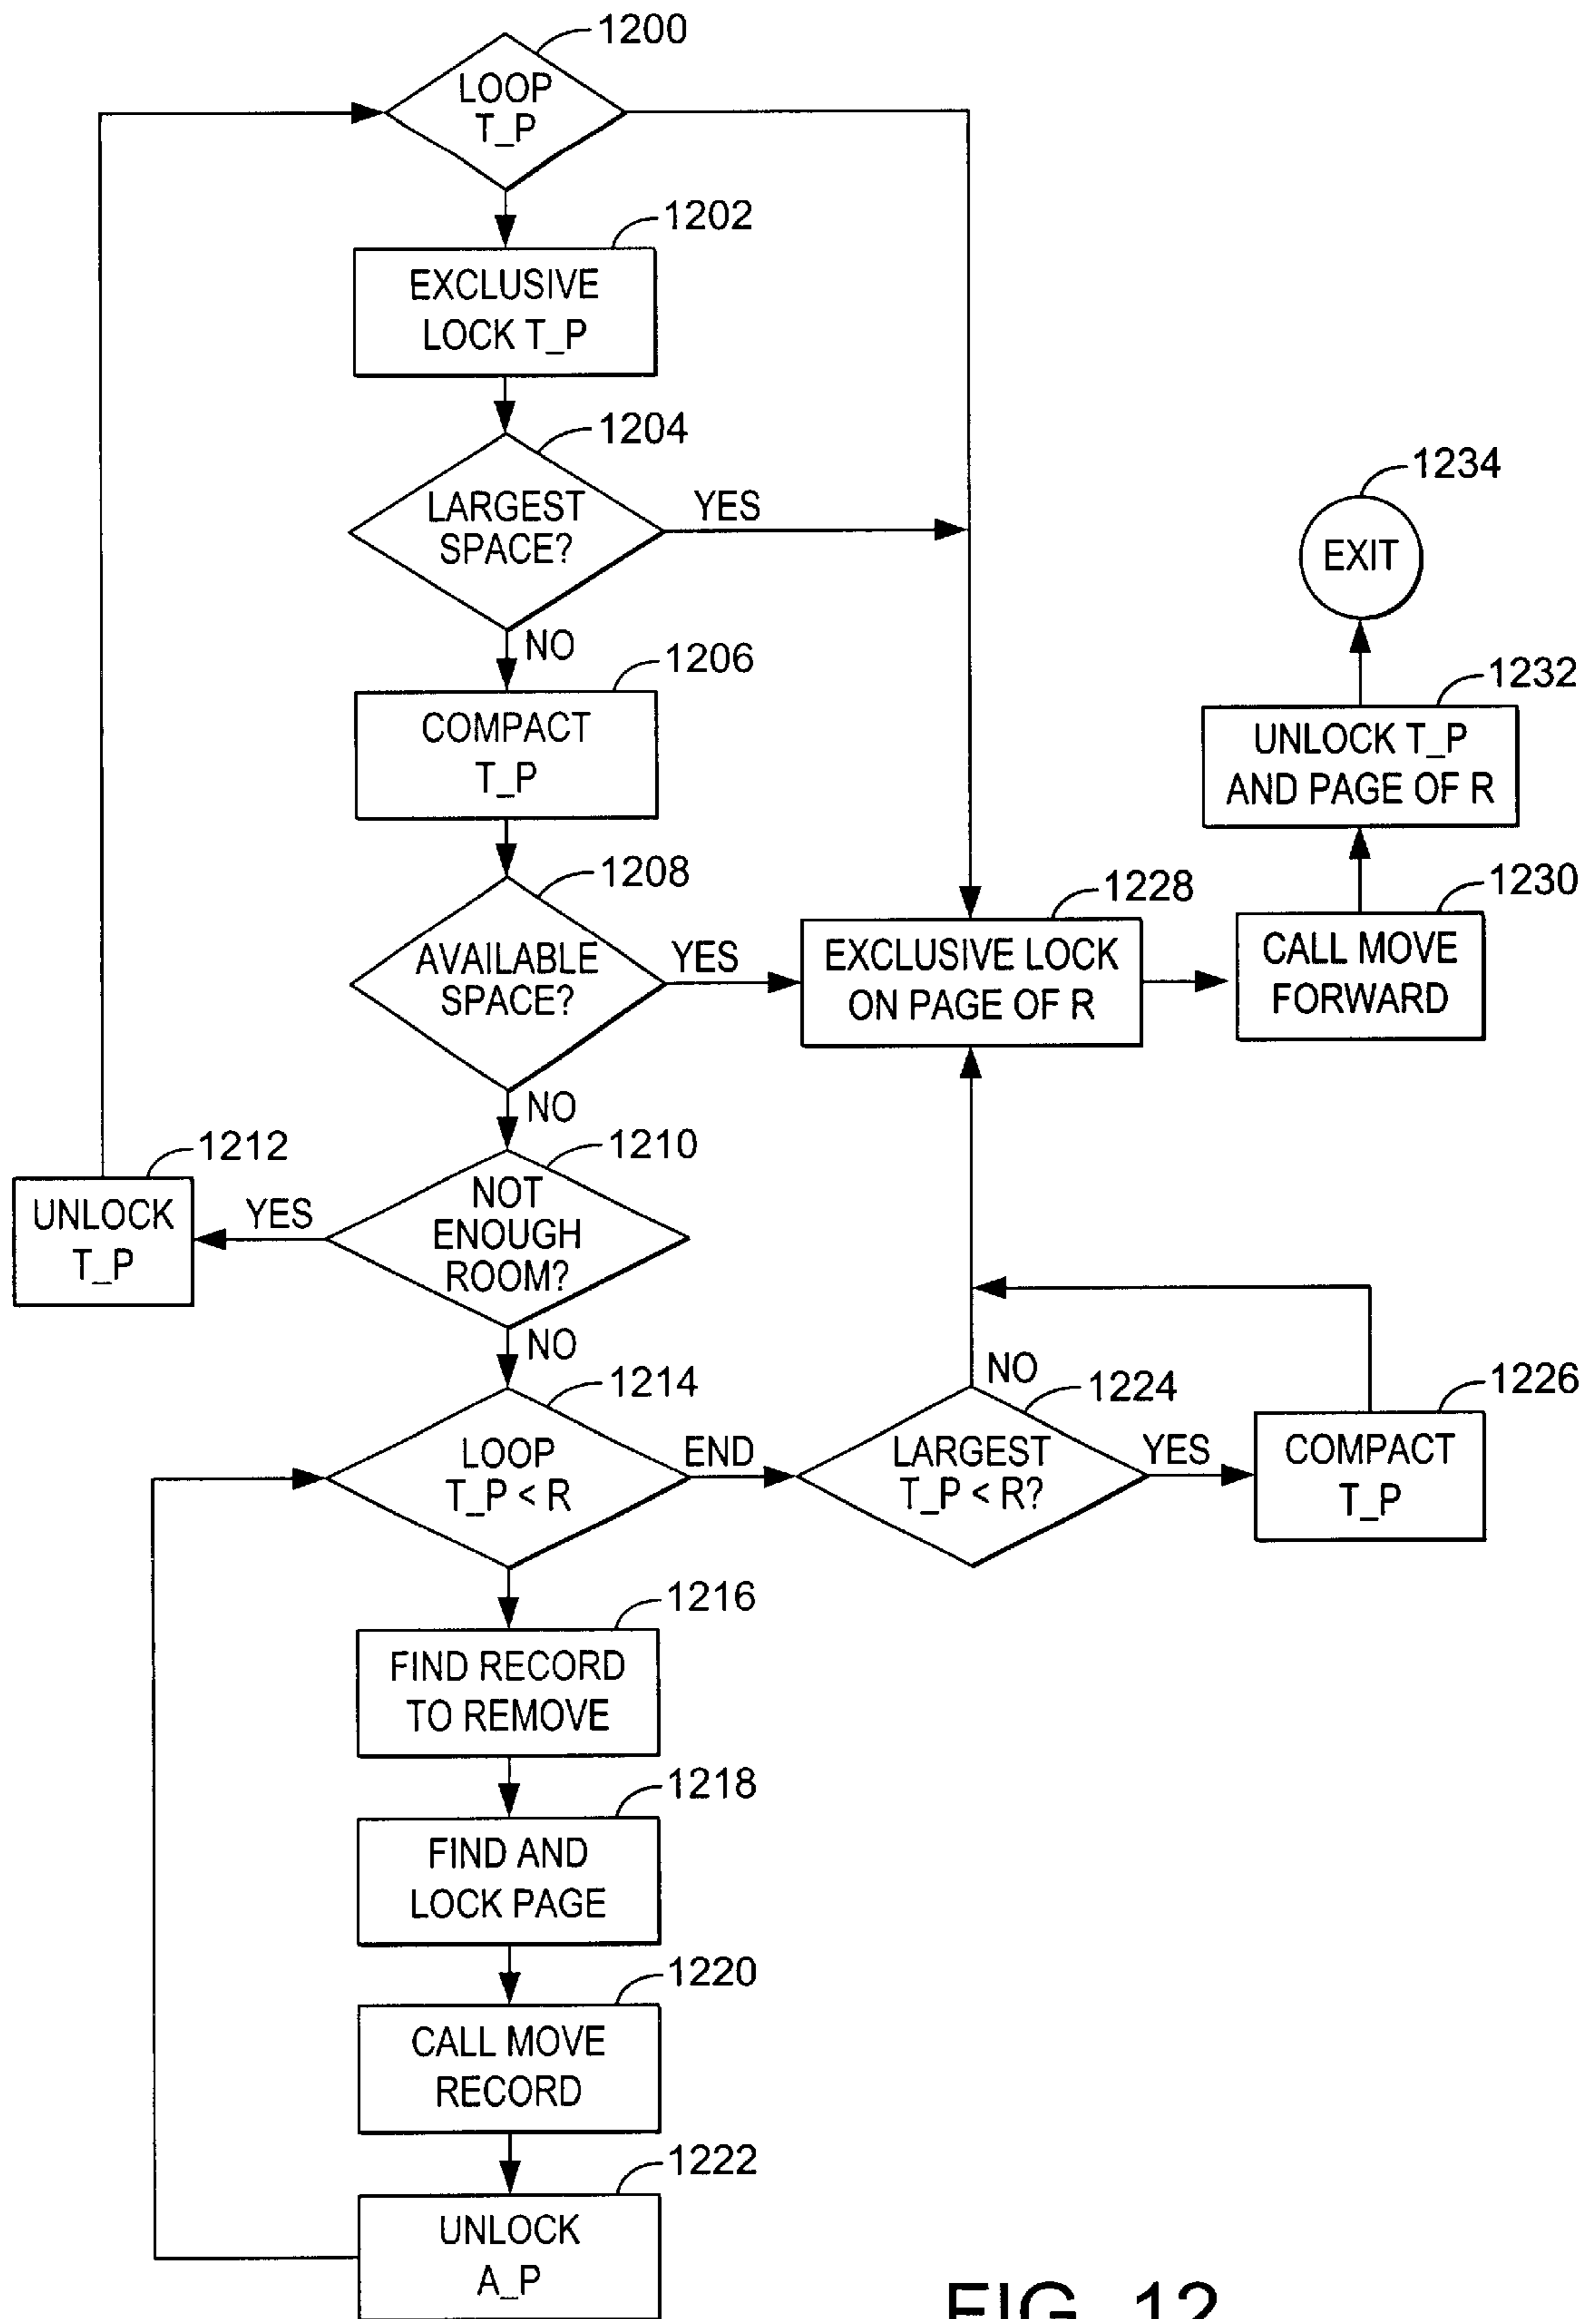 1200
LOOP
T_P
1202
EXCLUSIVE
LOCK T_P
1204
LARGEST
SPACE?
YES
NO
1206
COMPACT
T_P
1208
AVAILABLE
SPACE?
YES
NO
1210
NOT
ENOUGH
ROOM?
YES
NO
1212
UNLOCK
T_P
1214
LOOP
T_P < R
END
1216
FIND RECORD
TO REMOVE
1218
FIND AND
LOCK PAGE
1220
CALL MOVE
RECORD
1222
UNLOCK
A_P
1224
LARGEST
T_P < R?
NO
YES
1226
COMPACT
T_P
1228
EXCLUSIVE LOCK
ON PAGE OF R
1230
CALL MOVE
FORWARD
1232
UNLOCK T_P
AND PAGE OF R
1234
EXIT
FIG. 12